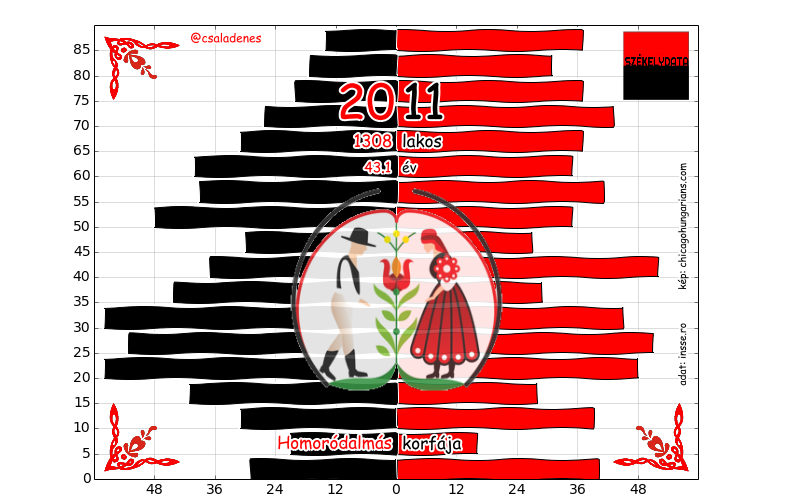 @csaladenes
SZÉKELYDATA
2011
1308 lakos
43.1 év
kép: chicagohungarians.com
adat: insse.ro
Homoródalmás korfája
85
80
75
70
65
60
55
50
45
40
35
30
25
20
15
10
5
0
48 36 24 12 0 12 24 36 48